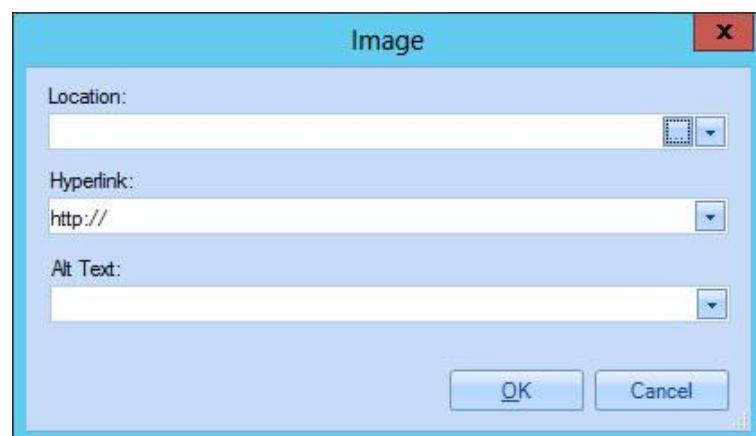 Image
x
Location:
...
Hyperlink:
http://
Alt Text:
OK
Cancel